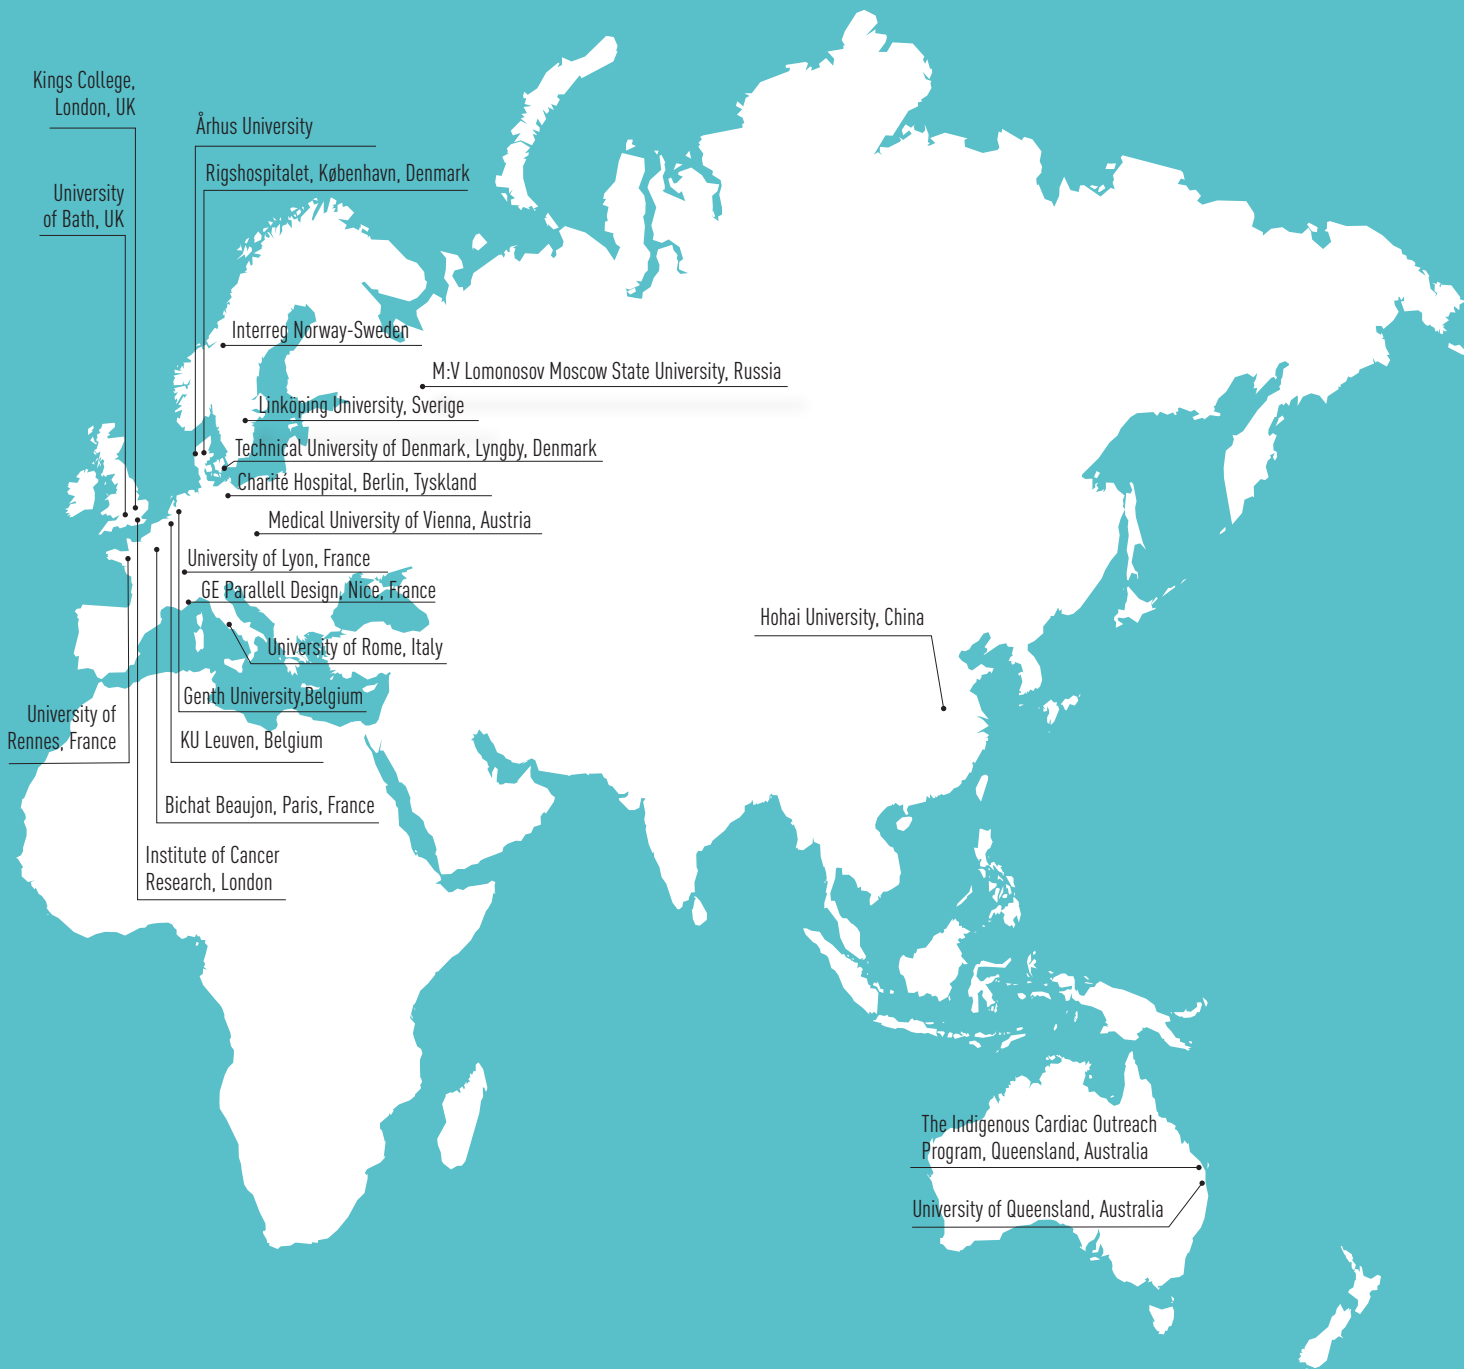 Kings College,
London, UK
Århus University
Rigshospitalet, København, Denmark
University
of Bath, UK
Interreg Norway-Sweden
M:V Lomonosov Moscow State University, Russia
Linköping University, Sverige
Technical University of Denmark, Lyngby, Denmark
Charité Hospital, Berlin, Tyskland
Medical University of Vienna, Austria
University of Lyon, France
GE Parallell Design, Nice, France
Hohai University, China
University of Rome, Italy
Genth University,Belgium
University of
Rennes, France
KU Leuven, Belgium
Bichat Beaujon, Paris, France
Institute of Cancer
Research, London
The Indigenous Cardiac Outreach
Program, Queensland, Australia
University of Queensland, Australia